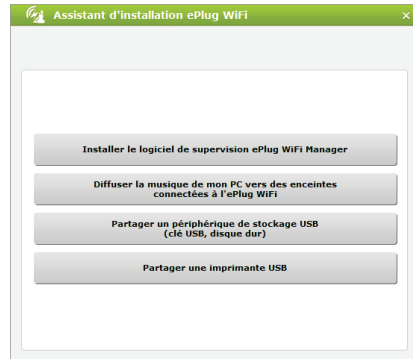 Assistant d'installation ePlug WiFi
Installer le logiciel de supervision ePlug WiFi Manager
Diffuser la musique de mon PC vers des enceintes
connectées à l'ePlug WiFi
Partager un périphérique de stockage USB
(clé USB, disque dur)
Partager une imprimante USB